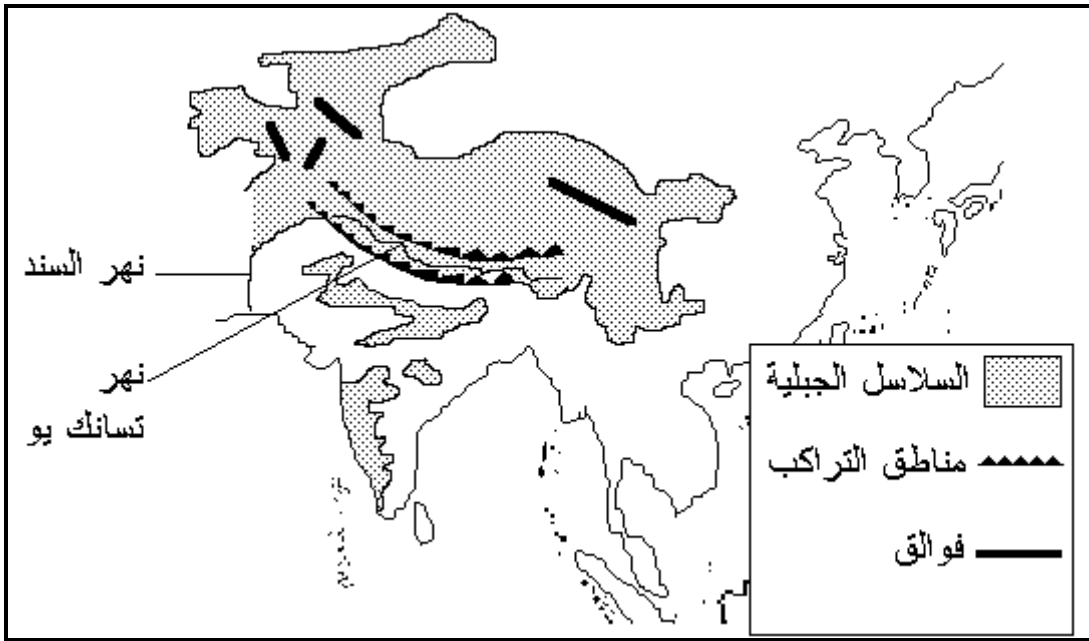 نهر السند
نهر
تسانك يو
السلاسل الجبلية
مناطق التراكب
فوالق